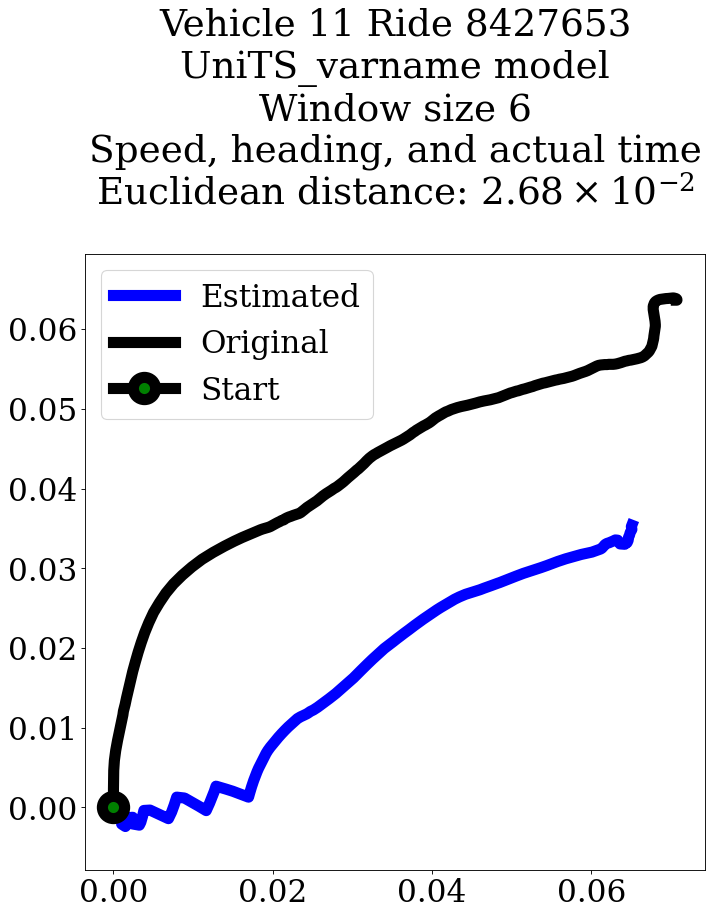 Vehicle 11 Ride 8427653
UniTS_varname model
Window size 6
Speed, heading, and actual time
Euclidean distance: 2.68 × 10⁻²
Estimated
Original
Start
0.06
0.05
0.04
0.03
0.02
0.01
0.00
0.00 0.02 0.04 0.06